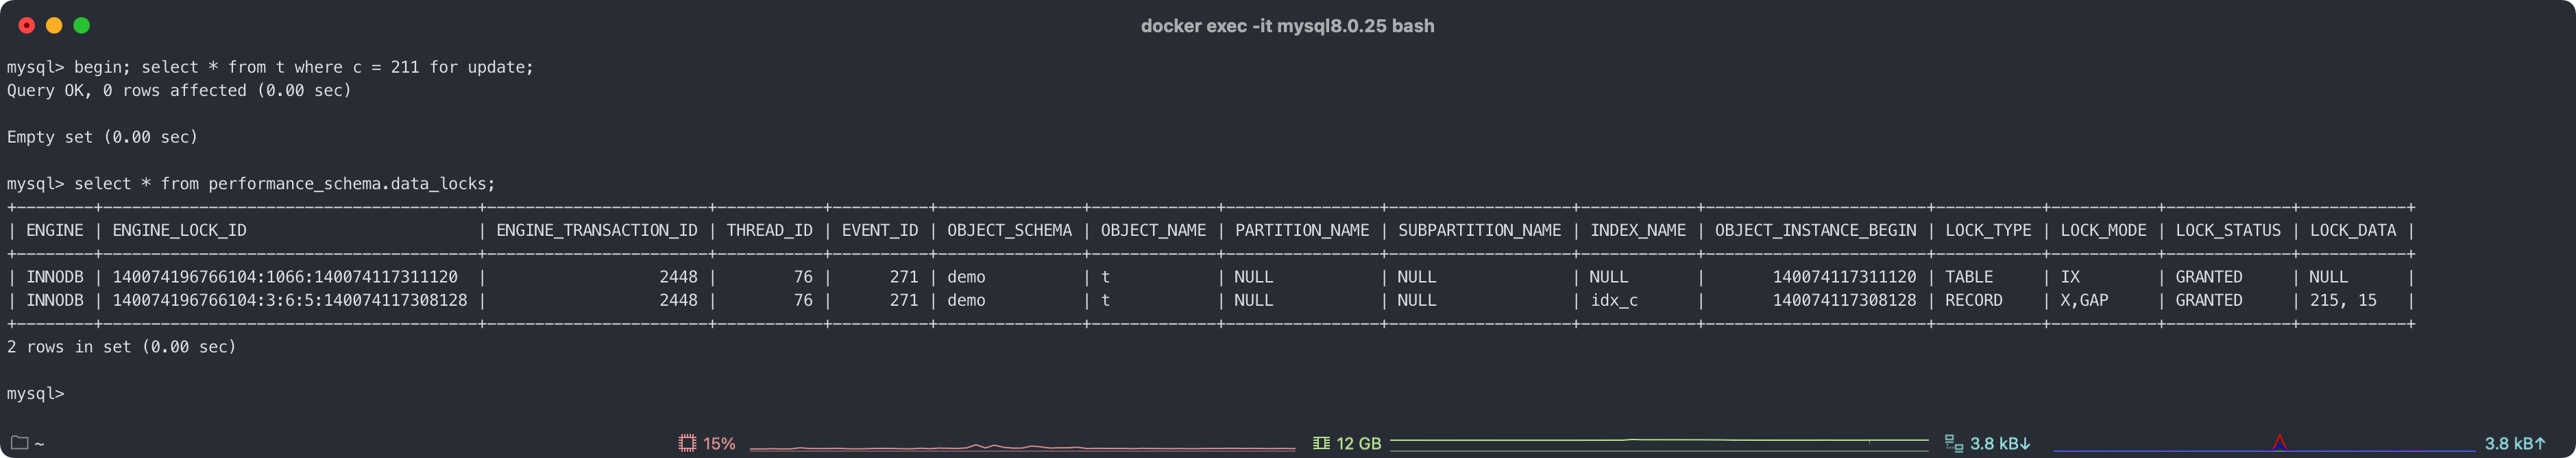 docker exec -it mysql8.0.25 bash
mysql> begin; select * from t where c = 211 for update;
Query OK, 0 rows affected (0.00 sec)
Empty set (0.00 sec)
mysql> select * from performance_schema.data_locks;
+--------+---------------------------------------+-----------------------+-----------+----------+---------------+-------------+----------------+-------------------+------------+-----------------------+-----------+-----------+-------------+-----------+
| ENGINE | ENGINE_LOCK_ID                        | ENGINE_TRANSACTION_ID | THREAD_ID | EVENT_ID | OBJECT_SCHEMA | OBJECT_NAME | PARTITION_NAME | SUBPARTITION_NAME | INDEX_NAME | OBJECT_INSTANCE_BEGIN | LOCK_TYPE | LOCK_MODE | LOCK_STATUS | LOCK_DATA |
+--------+---------------------------------------+-----------------------+-----------+----------+---------------+-------------+----------------+-------------------+------------+-----------------------+-----------+-----------+-------------+-----------+
| INNODB | 140074196766104:1066:140074117311120  |                  2448 |        76 |      271 | demo          | t           | NULL           | NULL              | NULL       |       140074117311120 | TABLE     | IX        | GRANTED     | NULL      |
| INNODB | 140074196766104:3:6:5:140074117308128 |                  2448 |        76 |      271 | demo          | t           | NULL           | NULL              | idx_c      |       140074117308128 | RECORD    | X,GAP     | GRANTED     | 215, 15   |
+--------+---------------------------------------+-----------------------+-----------+----------+---------------+-------------+----------------+-------------------+------------+-----------------------+-----------+-----------+-------------+-----------+
2 rows in set (0.00 sec)
mysql>
~ 15% 12 GB 3.8 kB↓ 3.8 kB↑